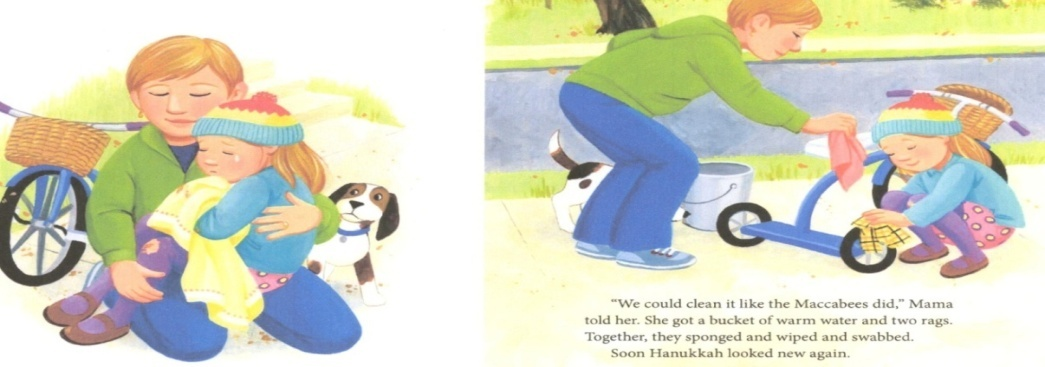 "We could clean it like the Maccabees did," Mama
told her. She got a bucket of warm water and two rags.
Together, they sponged and wiped and swabbed.
Soon Hanukkah looked new again.